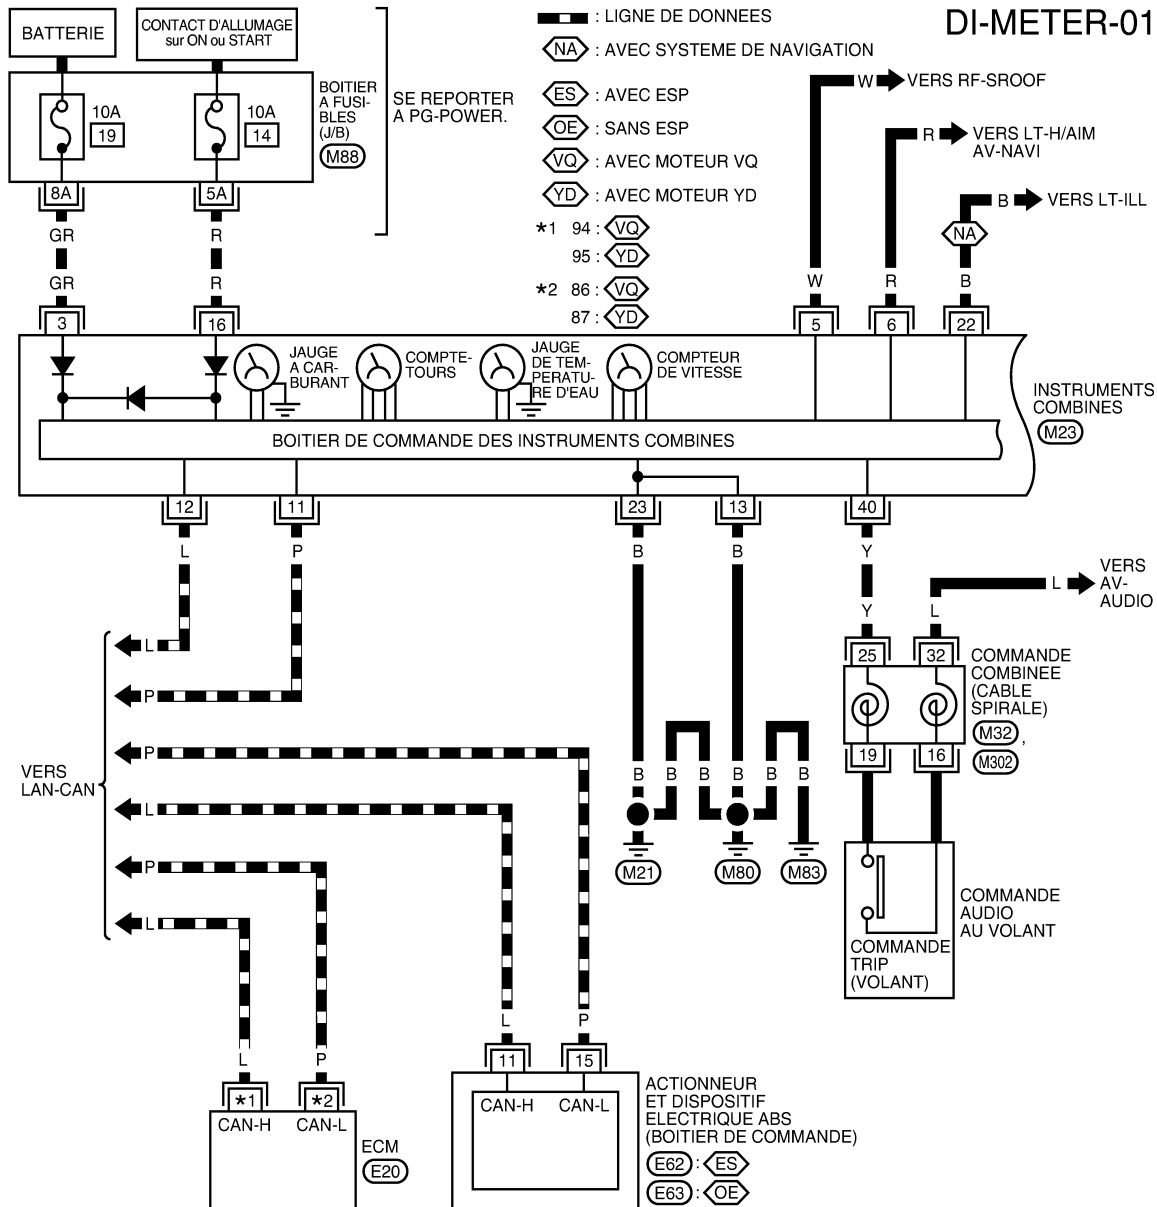 DI-METER-01
BATTERIE
CONTACT D'ALLUMAGE
sur ON ou START
10A
19
10A
14
BOITIER
A FUSI-
BLES
(J/B)
M88
SE REPORTER
A PG-POWER.
8A
5A
GR
R
GR
R
: LIGNE DE DONNEES
NA : AVEC SYSTEME DE NAVIGATION
ES : AVEC ESP
OE : SANS ESP
VQ : AVEC MOTEUR VQ
YD : AVEC MOTEUR YD
*1 94 : VQ
95 : YD
*2 86 : VQ
87 : YD
W VERS RF-SROOF
R VERS LT-H/AIM
AV-NAVI
B VERS LT-ILL
NA
W
R
B
3
16
5
6
22
JAUGE
A CAR-
BURANT
COMPTE-
TOURS
JAUGE
DE TEM-
PERATU-
RE D'EAU
COMPTEUR
DE VITESSE
INSTRUMENTS
COMBINES
M23
BOITIER DE COMMANDE DES INSTRUMENTS COMBINES
12
11
23
13
40
L
P
B
B
Y
Y
L
L
VERS
AV-
AUDIO
25
32
COMMANDE
COMBINEE
(CABLE
SPIRALE)
M32 ,
M302
19
16
VERS
LAN-CAN
L
P
P
L
P
L
B
B
B
B
B
B
M21
M80
M83
COMMANDE
AUDIO
AU VOLANT
COMMANDE
TRIP
(VOLANT)
L
P
L
P
11
15
CAN-H
CAN-L
ACTIONNEUR
ET DISPOSITIF
ELECTRIQUE ABS
(BOITIER DE COMMANDE)
E62 : ES
E63 : OE
*1
*2
CAN-H
CAN-L
ECM
E20